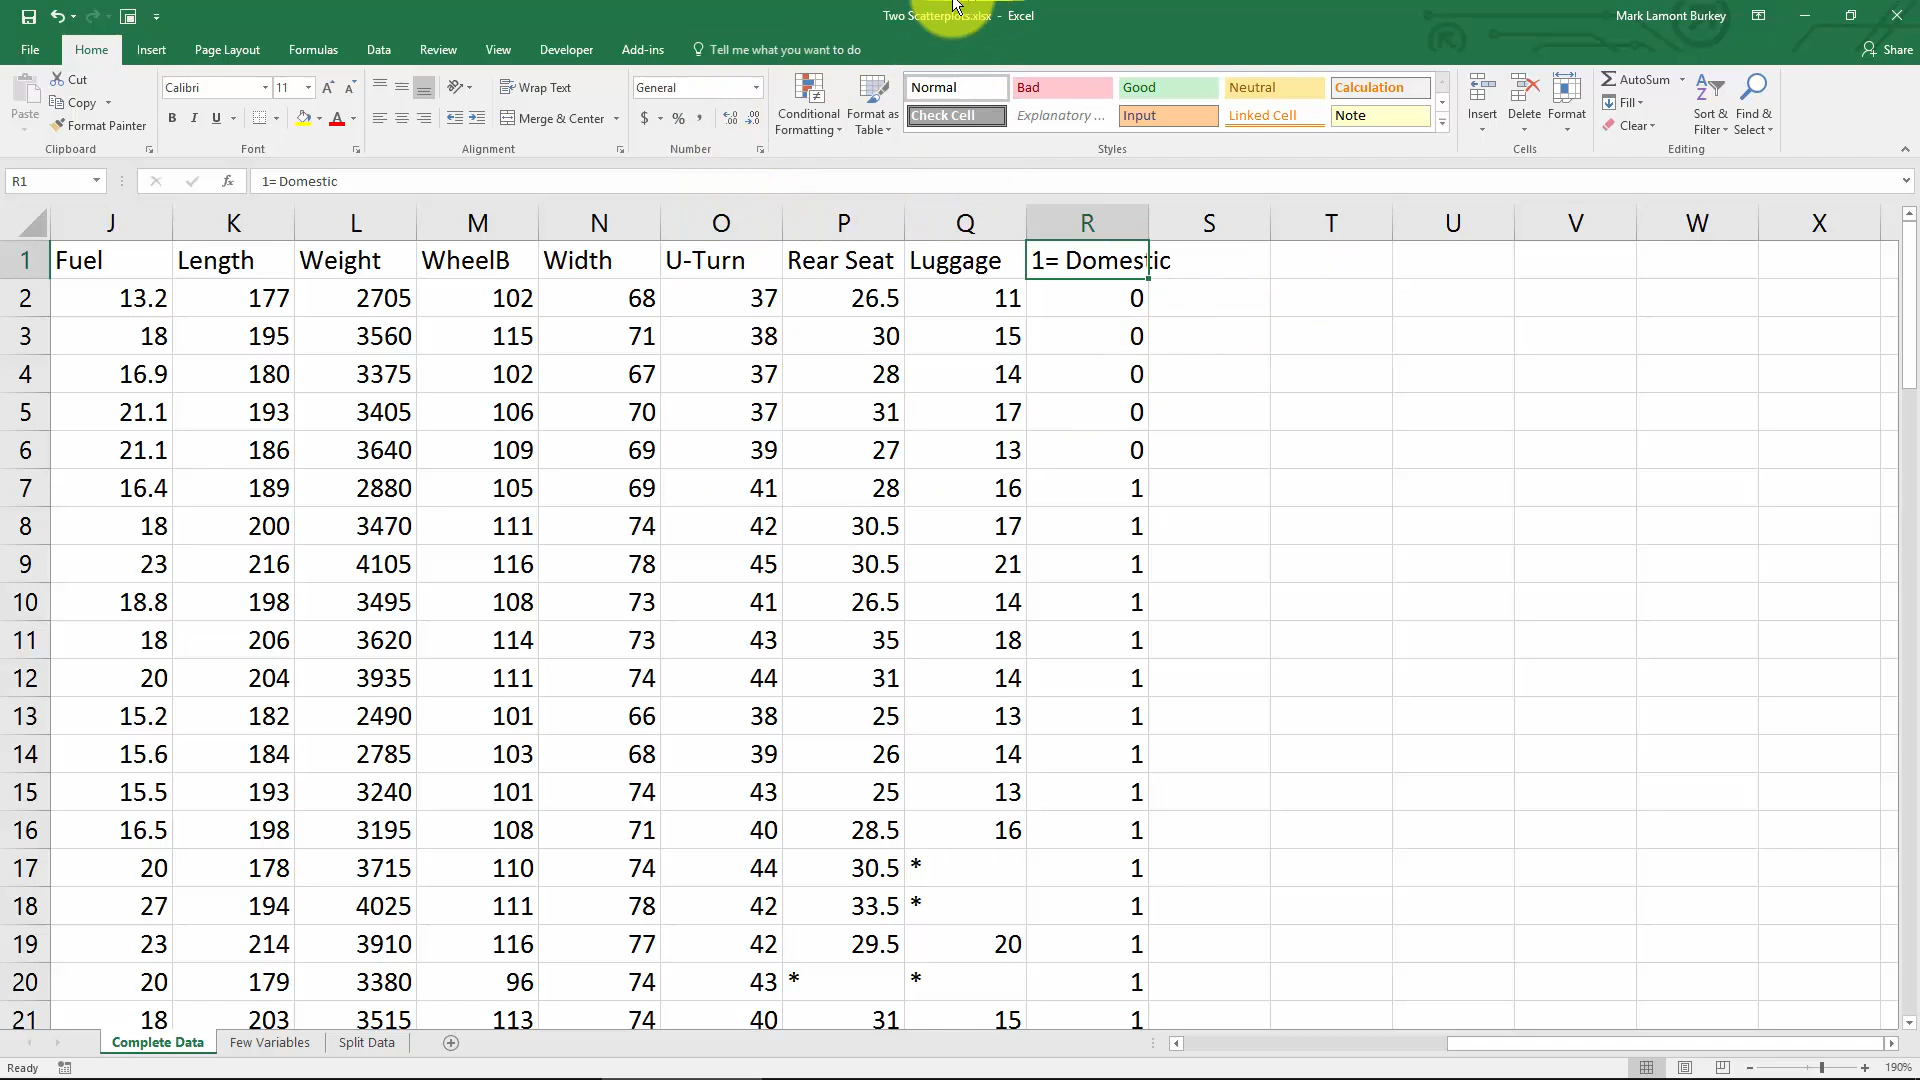 Two Scatterplots.xlsx - Excel
Mark Lamont Burkey
File Home Insert Page Layout Formulas Data Review View Developer Add-ins Tell me what you want to do Share
Paste
Cut
Copy
Format Painter
Clipboard
Calibri 11
B I U
Font
Wrap Text
Merge & Center
Alignment
General
$ % ,
Number
Conditional Formatting
Format as Table
Normal Bad Good Neutral Calculation
Check Cell Explanatory ... Input Linked Cell Note
Styles
Insert Delete Format
Cells
AutoSum
Fill
Clear
Sort & Filter
Find & Select
Editing
R1 fx 1= Domestic
J K L M N O P Q R S T U V W X
1 Fuel Length Weight WheelB Width U-Turn Rear Seat Luggage 1= Domestic
2 13.2 177 2705 102 68 37 26.5 11 0
3 18 195 3560 115 71 38 30 15 0
4 16.9 180 3375 102 67 37 28 14 0
5 21.1 193 3405 106 70 37 31 17 0
6 21.1 186 3640 109 69 39 27 13 0
7 16.4 189 2880 105 69 41 28 16 1
8 18 200 3470 111 74 42 30.5 17 1
9 23 216 4105 116 78 45 30.5 21 1
10 18.8 198 3495 108 73 41 26.5 14 1
11 18 206 3620 114 73 43 35 18 1
12 20 204 3935 111 74 44 31 14 1
13 15.2 182 2490 101 66 38 25 13 1
14 15.6 184 2785 103 68 39 26 14 1
15 15.5 193 3240 101 74 43 25 13 1
16 16.5 198 3195 108 71 40 28.5 16 1
17 20 178 3715 110 74 44 30.5 * 1
18 27 194 4025 111 78 42 33.5 * 1
19 23 214 3910 116 77 42 29.5 20 1
20 20 179 3380 96 74 43 * * 1
21 18 203 3515 113 74 40 31 15 1
Complete Data Few Variables Split Data
Ready
190%